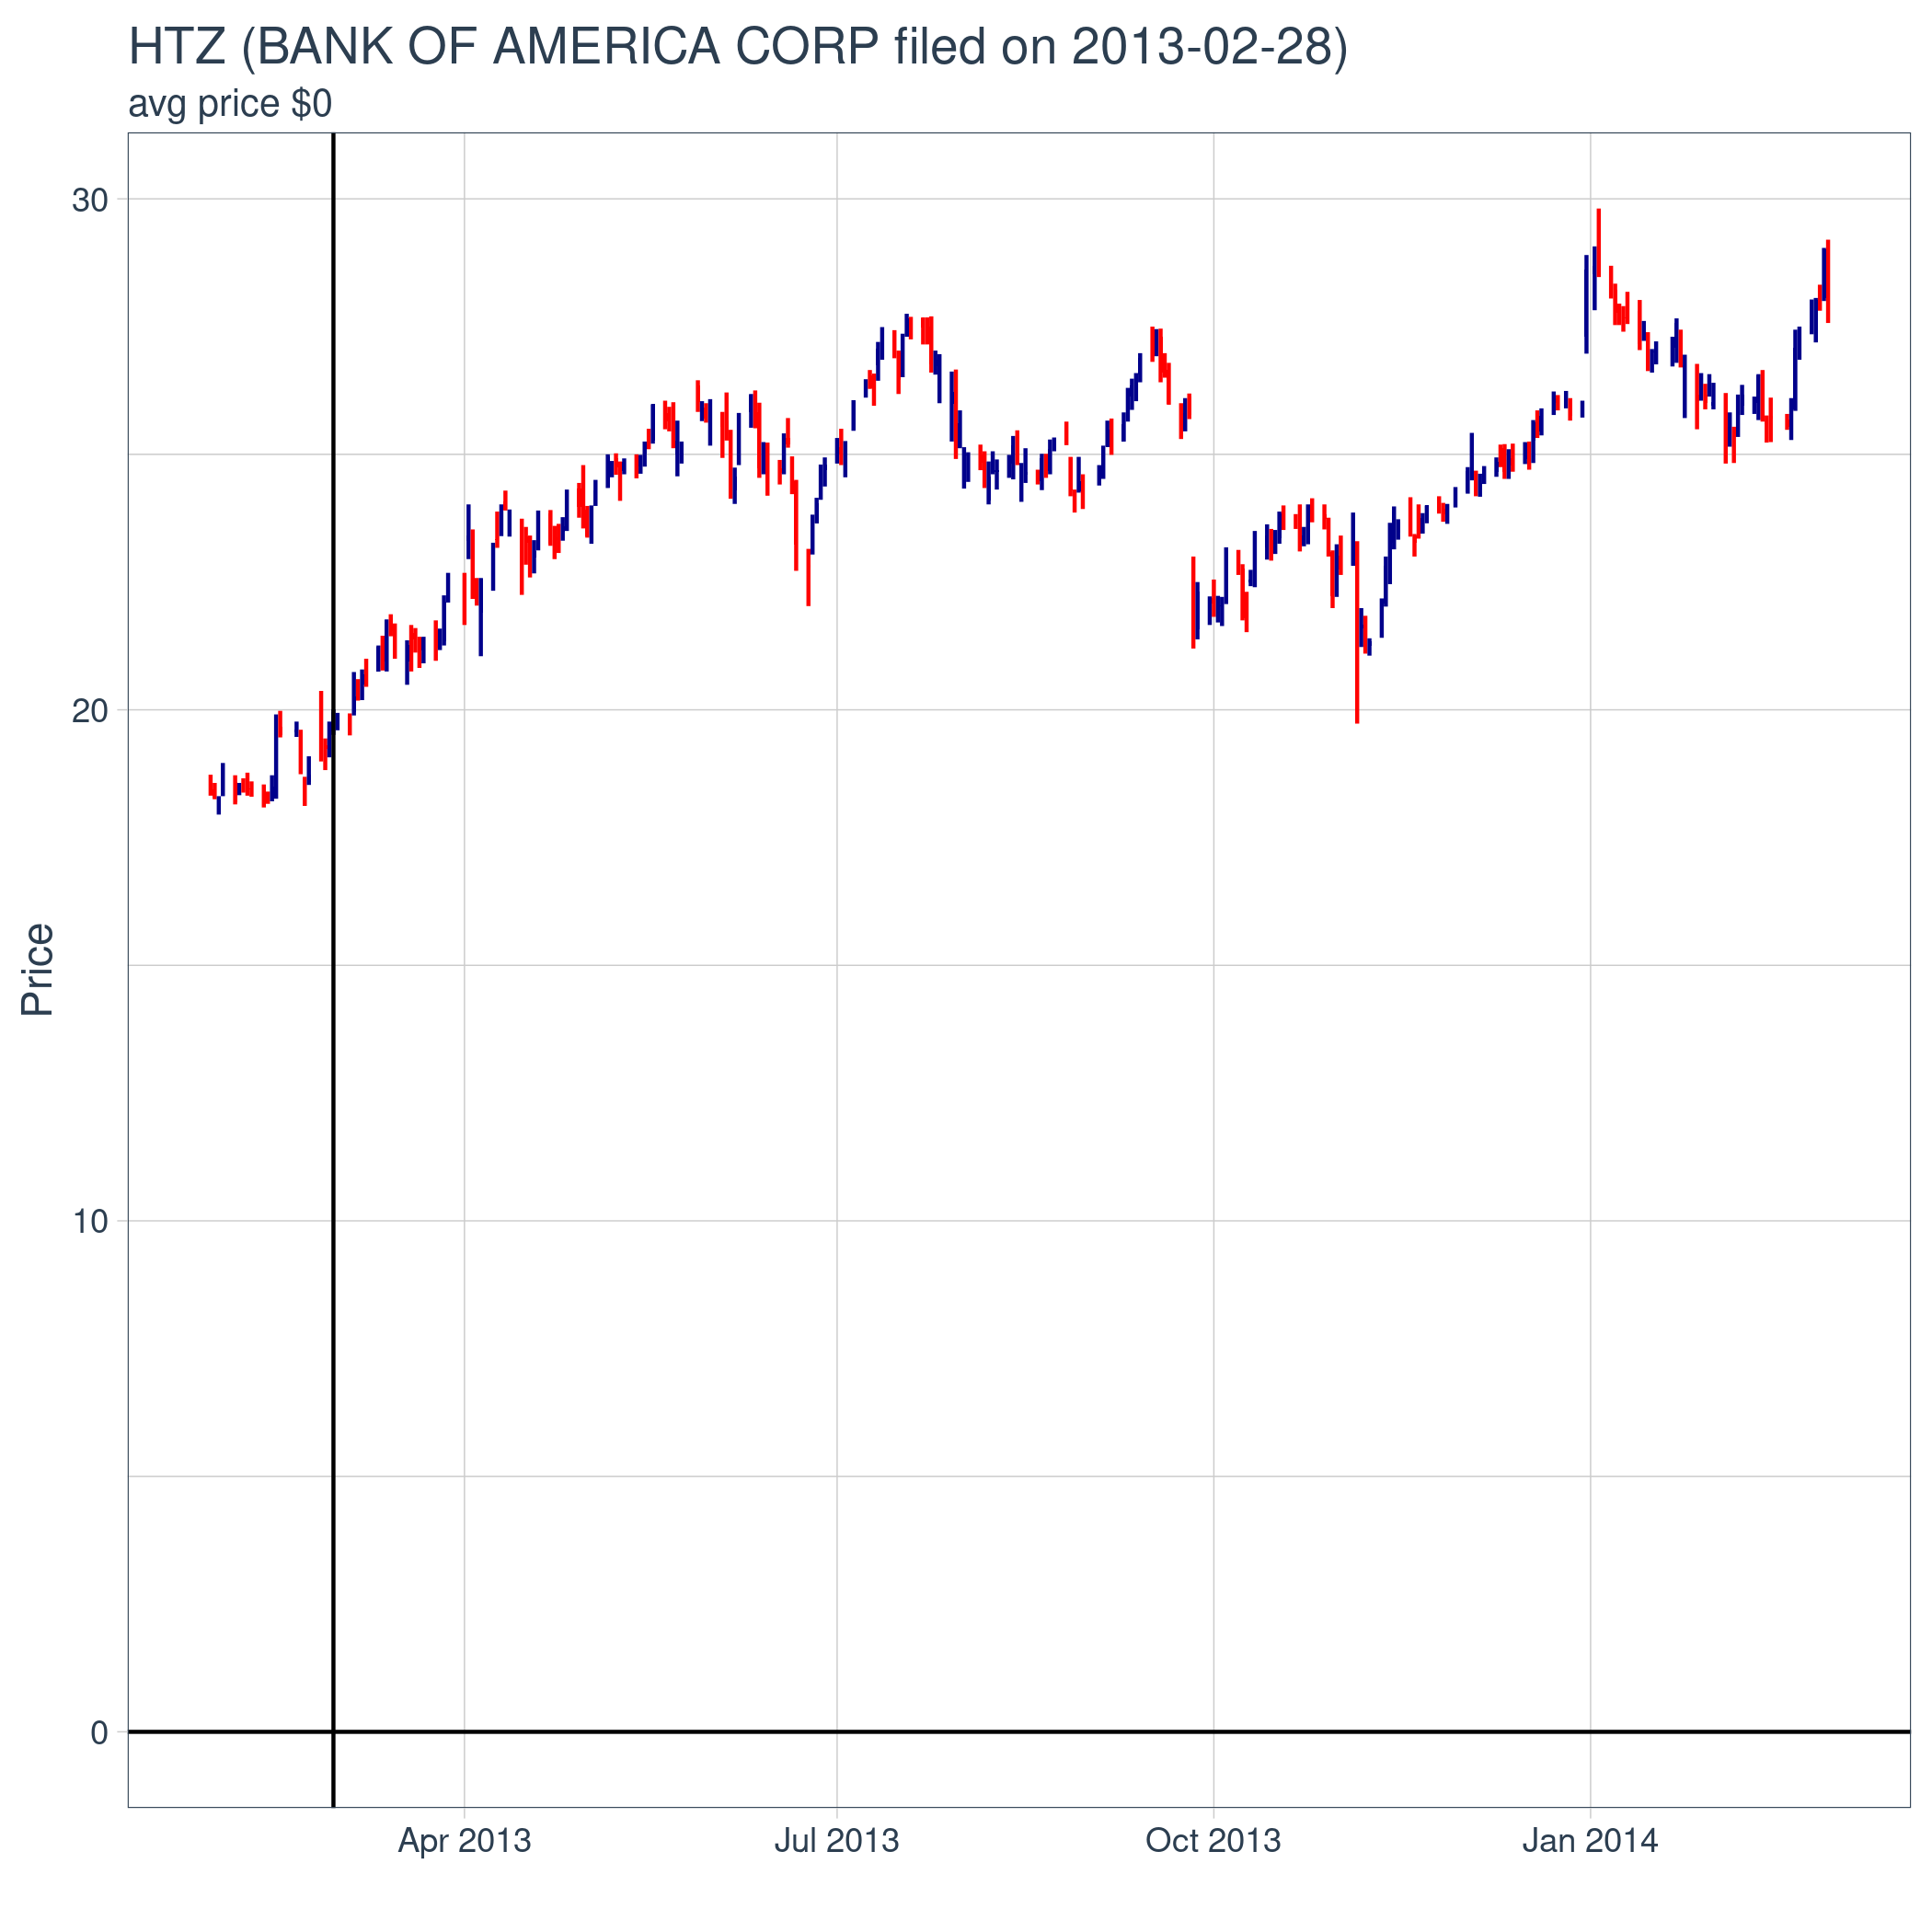 HTZ (BANK OF AMERICA CORP filed on 2013-02-28)
avg price $0
30
20
10
0
Price
Apr 2013
Jul 2013
Oct 2013
Jan 2014